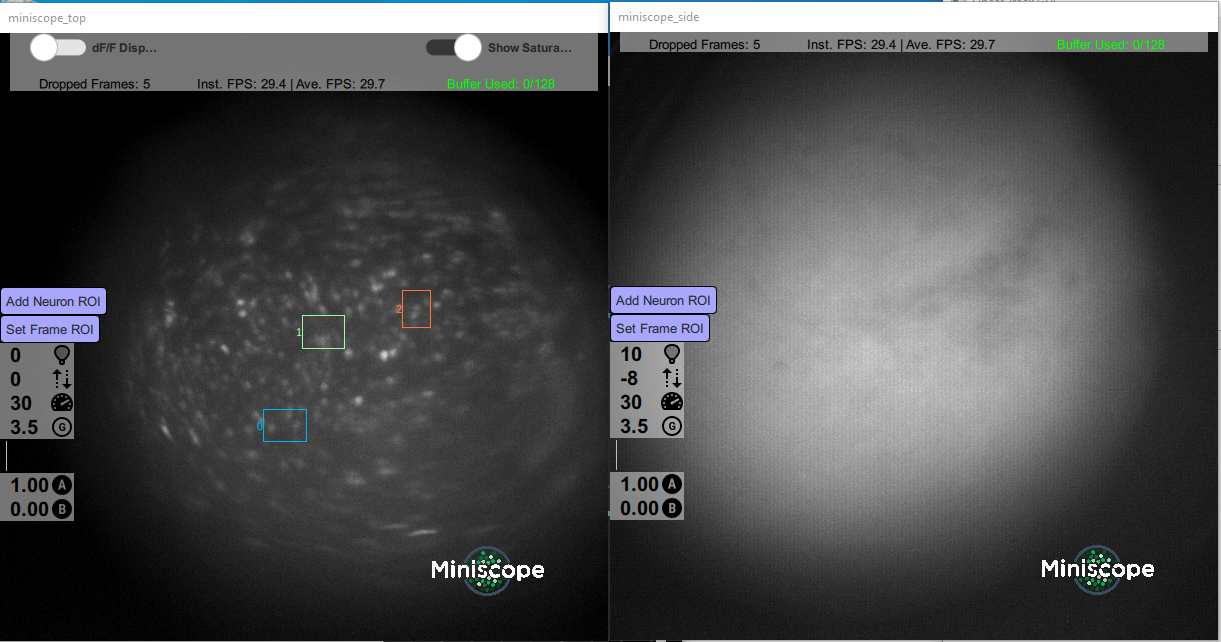 miniscope_top
dF/F Disp...
Show Satura...
Dropped Frames: 5
Inst. FPS: 29.4 | Ave. FPS: 29.7
Buffer Used: 0/128
2
1
0
Add Neuron ROI
Set Frame ROI
0
0
30
3.5 G
1.00 A
0.00 B
Miniscope
miniscope_side
Dropped Frames: 5
Inst. FPS: 29.4 | Ave. FPS: 29.7
Buffer Used: 0/128
Add Neuron ROI
Set Frame ROI
10
-8
30
3.5 G
1.00 A
0.00 B
Miniscope